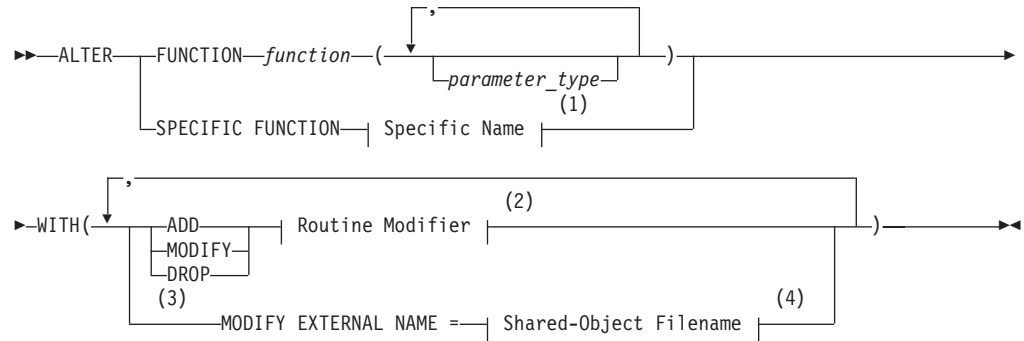 ,
ALTER FUNCTION function ( parameter_type )
(1)
SPECIFIC FUNCTION Specific Name
,
(2)
WITH( ADD Routine Modifier )
MODIFY
DROP
(3) (4)
MODIFY EXTERNAL NAME = Shared-Object Filename